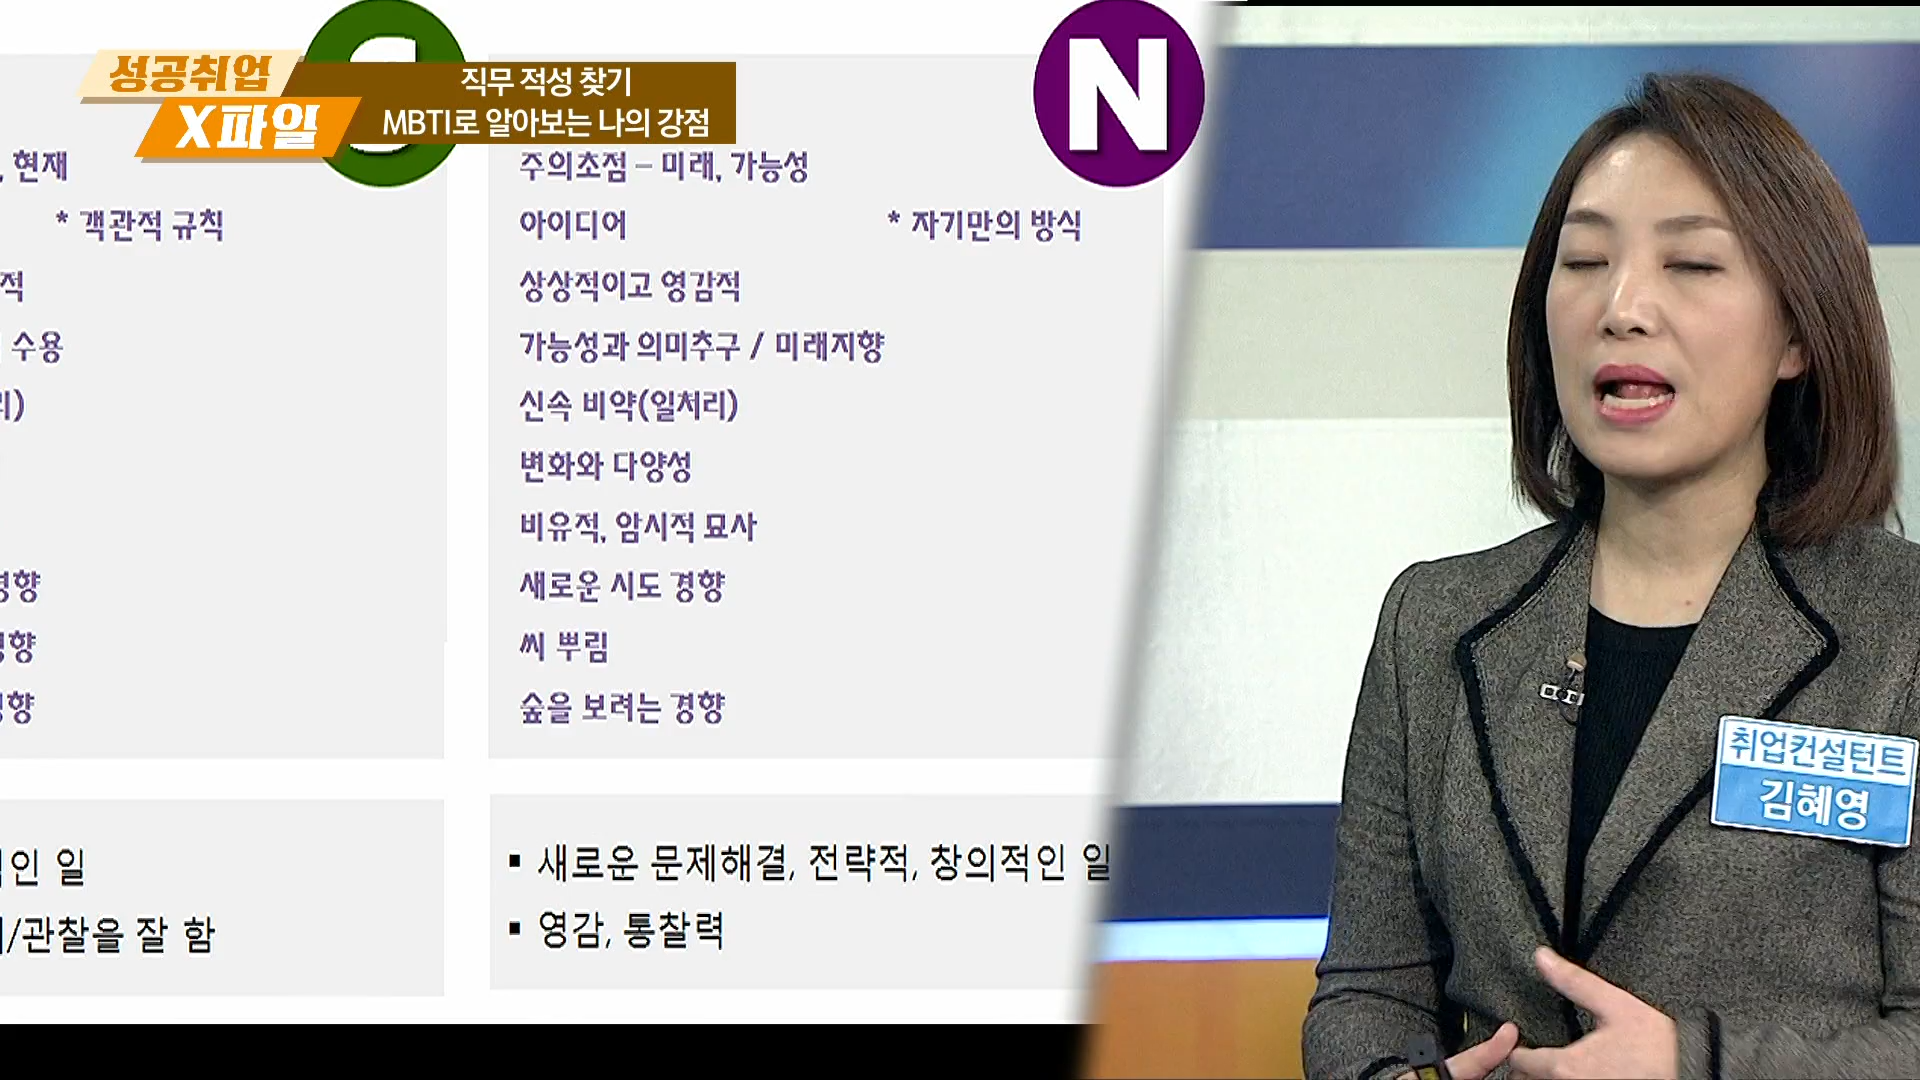 성공취업
X파일
직무 적성 찾기
MBTI로 알아보는 나의 강점
S
, 현재
* 객관적 규칙
적
수용
리)
경향
경향
경향
인 일
/관찰을 잘 함
N
주의초점 – 미래, 가능성
아이디어 * 자기만의 방식
상상적이고 영감적
가능성과 의미추구 / 미래지향
신속 비약(일처리)
변화와 다양성
비유적, 암시적 묘사
새로운 시도 경향
씨 뿌림
숲을 보려는 경향
▪ 새로운 문제해결, 전략적, 창의적인 일
▪ 영감, 통찰력
취업컨설턴트
김혜영